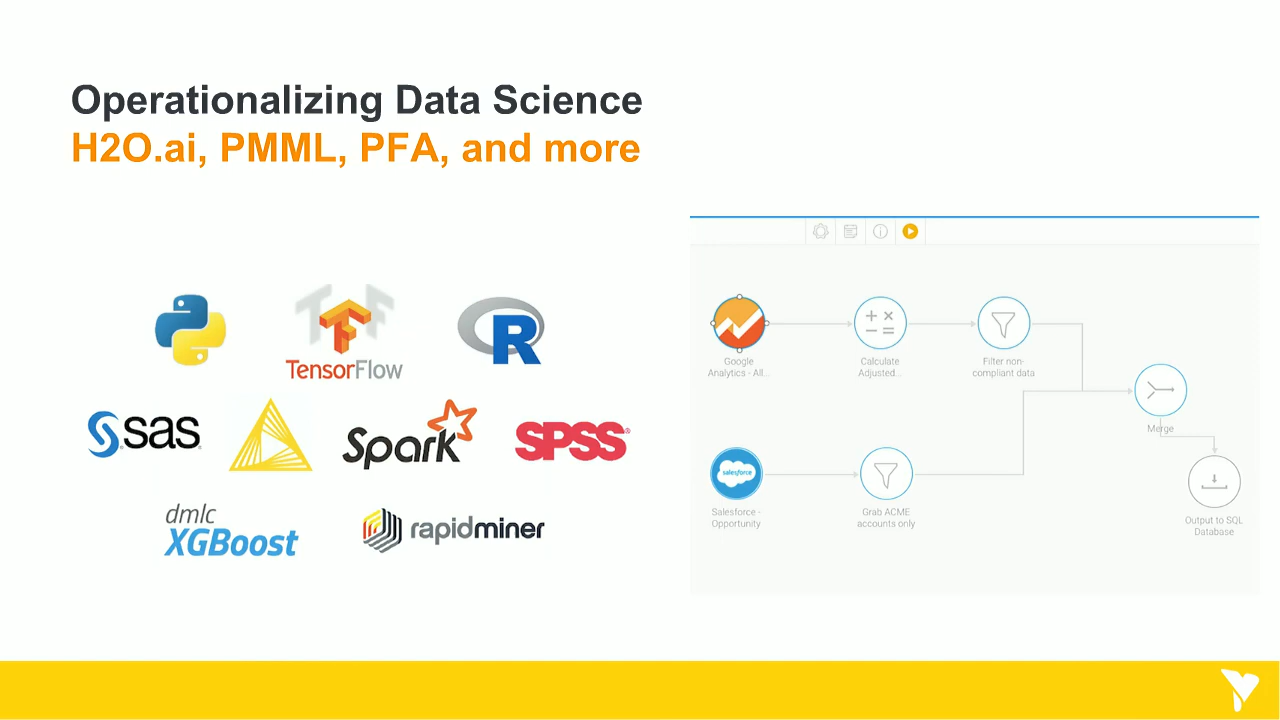 Operationalizing Data Science
H2O.ai, PMML, PFA, and more
TensorFlow
R
sas
Spark
SPSS
dmlc
XGBoost
rapidminer
Google
Analytics - All...
Calculate
Adjusted...
Filter non-
compliant data
Merge
salesforce
Salesforce -
Opportunity
Grab ACME
accounts only
Output to SQL
Database